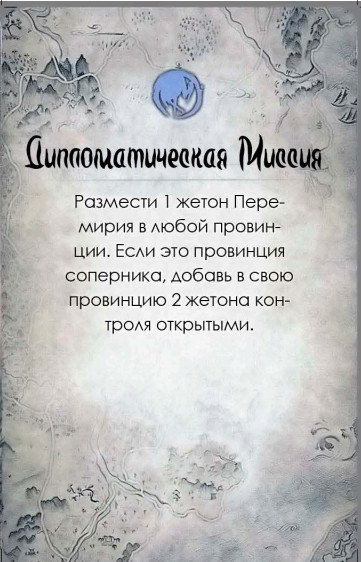 Дипломатическая Миссия
Размести 1 жетон Пере-
мирия в любой провин-
ции. Если это провинция
соперника, добавь в свою
провинцию 2 жетона кон-
троля открытыми.